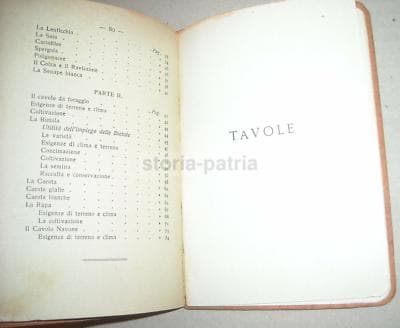 — 80 —
La Lenticchia
La Soia
Cariofilee
Spergula
Poligonacee
Il Colza e il Ravizzone
La Senape bianca
PARTE II.
Il cavolo da foraggio
Esigenze di terreno e clima
Coltivazione
La Bietola
Utilità dell'impiego delle Bietole
La varietà
Esigenze di clima e terreno
Concimazione
Coltivazione
La semina
Raccolta e conservazione
La Carota
Carote gialle
Carote bianche
La Rapa
Esigenze di terreno e clima
La coltivazione
Il Cavolo Navone
Esigenze di terreno e clima
TAVOLE
storia-patria